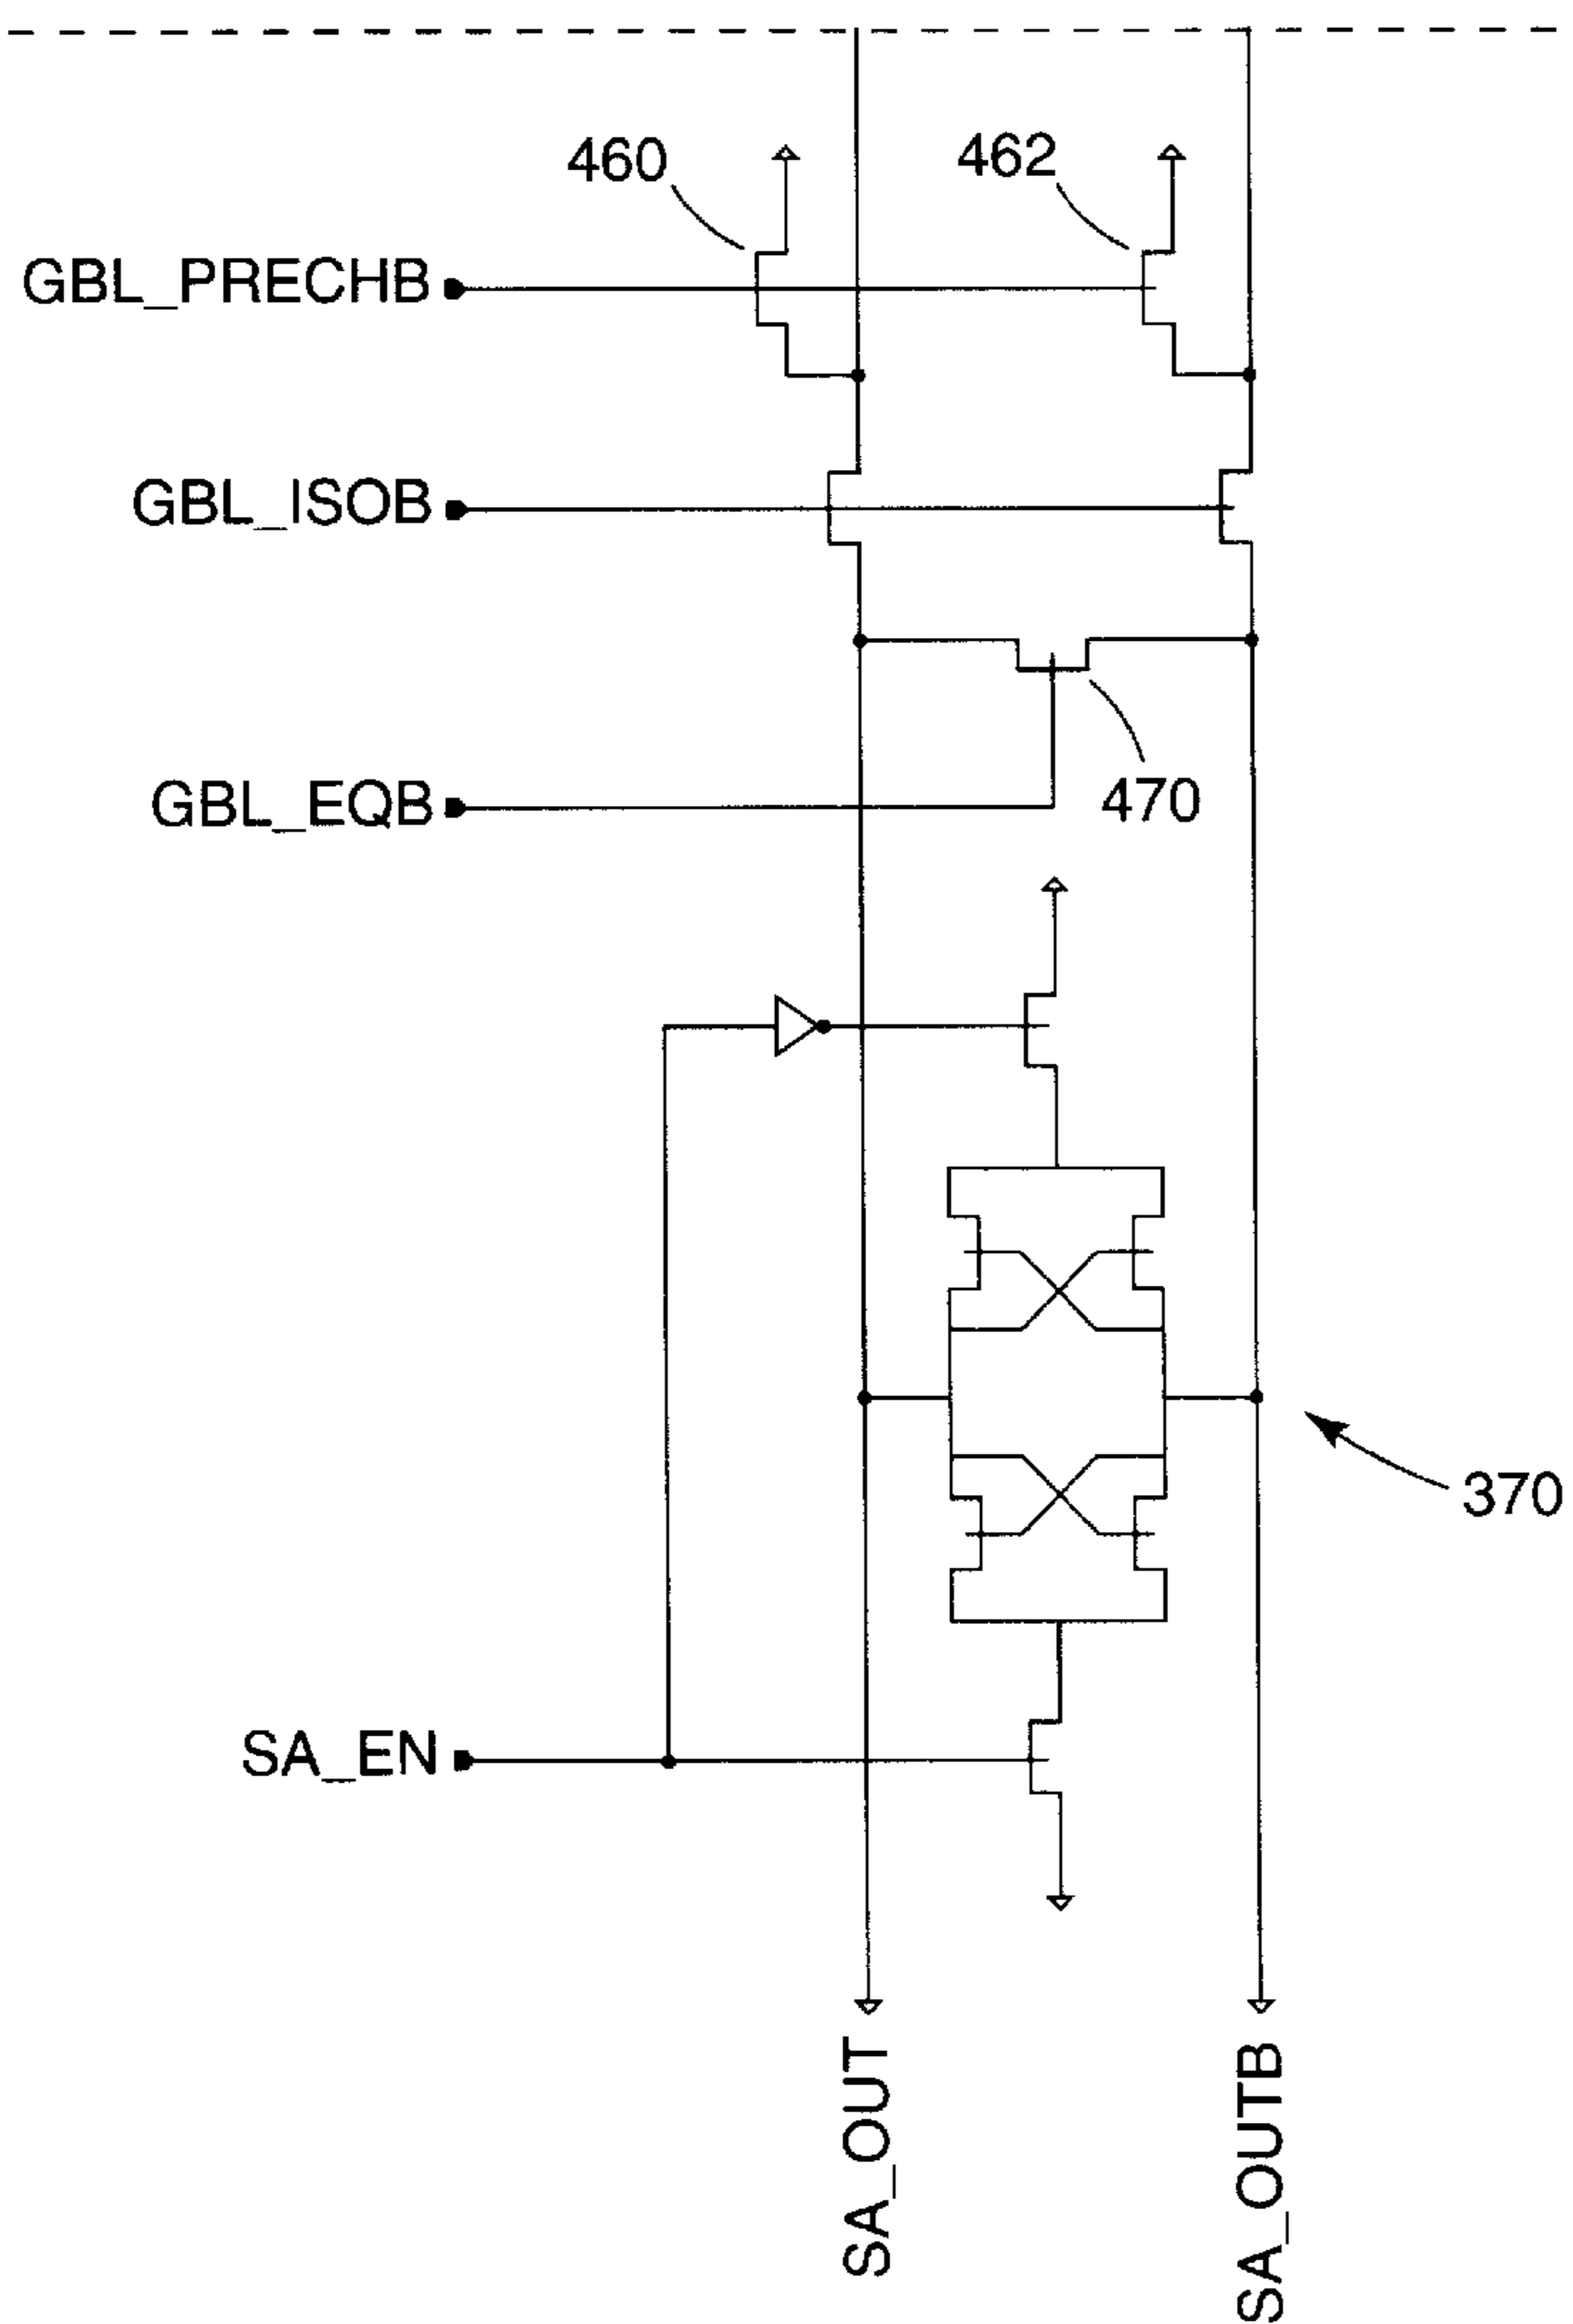 460
462
GBL_PRECHB
GBL_ISOB
GBL_EQB
470
370
SA_EN
SA_OUT
SA_OUTB